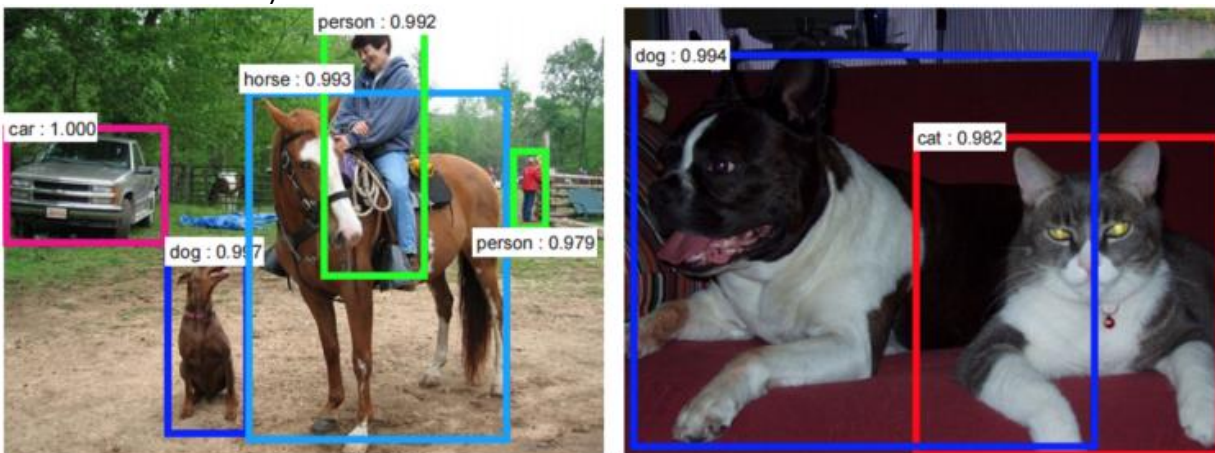 person : 0.992
horse : 0.993
car : 1.000
dog : 0.997
person : 0.979
dog : 0.994
cat : 0.982